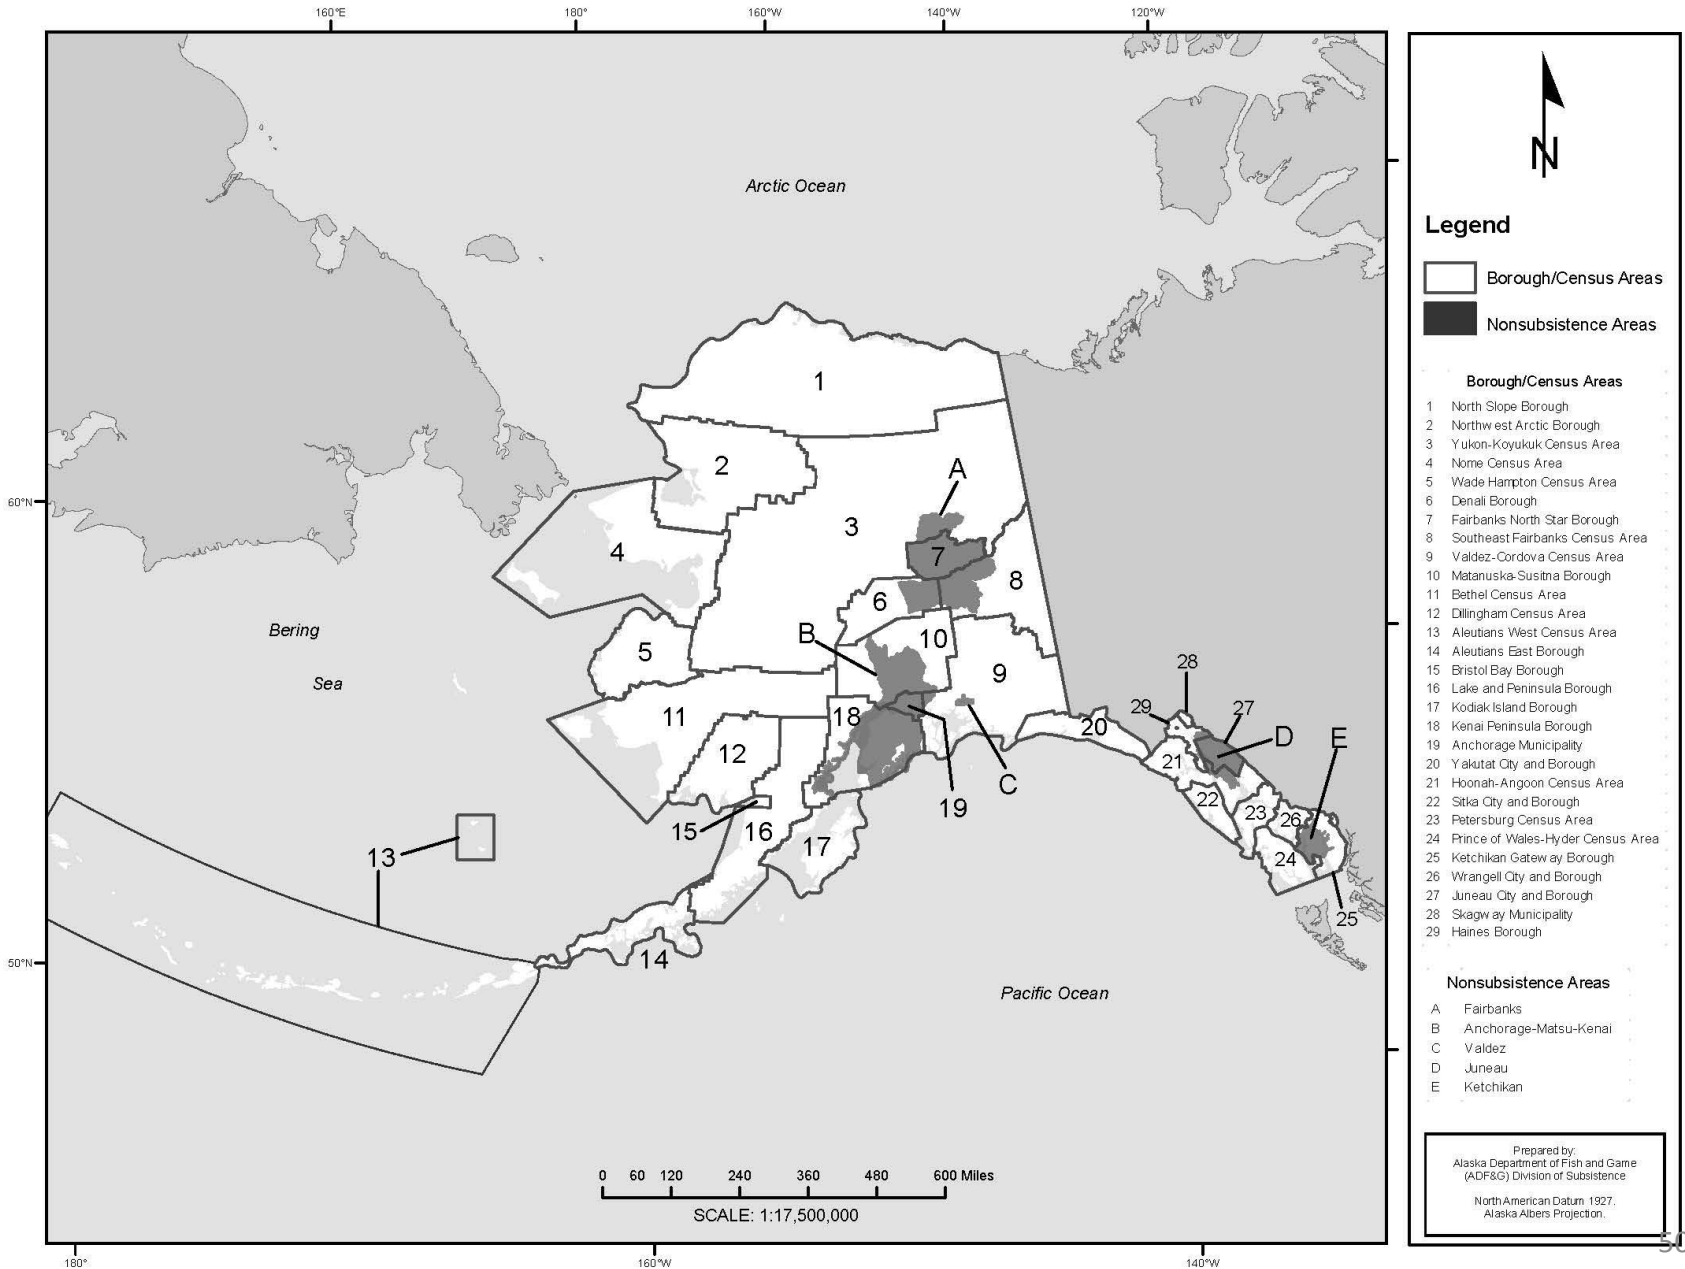 160°E 180° 160°W 140°W 120°W
Arctic Ocean
60°N
Bering
Sea
50°N
Pacific Ocean
1
2
3
A
4
7
8
6
B
10
5
9
28
29
27
11
18
20
D
E
12
21
C
22
19
23
26
15
16
17
24
13
25
14
0 60 120 240 360 480 600 Miles
SCALE: 1:17,500,000
180° 160°W 140°W
N
Legend
Borough/Census Areas
Nonsubsistence Areas
Borough/Census Areas
1 North Slope Borough
2 Northwest Arctic Borough
3 Yukon-Koyukuk Census Area
4 Nome Census Area
5 Wade Hampton Census Area
6 Denali Borough
7 Fairbanks North Star Borough
8 Southeast Fairbanks Census Area
9 Valdez-Cordova Census Area
10 Matanuska-Susitna Borough
11 Bethel Census Area
12 Dillingham Census Area
13 Aleutians West Census Area
14 Aleutians East Borough
15 Bristol Bay Borough
16 Lake and Peninsula Borough
17 Kodiak Island Borough
18 Kenai Peninsula Borough
19 Anchorage Municipality
20 Yakutat City and Borough
21 Hoonah-Angoon Census Area
22 Sitka City and Borough
23 Petersburg Census Area
24 Prince of Wales-Hyder Census Area
25 Ketchikan Gateway Borough
26 Wrangell City and Borough
27 Juneau City and Borough
28 Skagway Municipality
29 Haines Borough
Nonsubsistence Areas
A Fairbanks
B Anchorage-Matsu-Kenai
C Valdez
D Juneau
E Ketchikan
Prepared by:
Alaska Department of Fish and Game
(ADF&G) Division of Subsistence
North American Datum 1927.
Alaska Albers Projection.